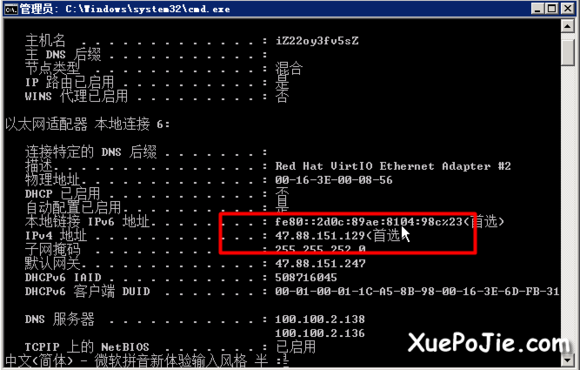 管理员: C:\Windows\system32\cmd.exe
主机名 . . . . . . . . . . . . . : iZ22oy3fv5sZ
主 DNS 后缀 . . . . . . . . . . . :
节点类型 . . . . . . . . . . . . : 混合
IP 路由已启用 . . . . . . . . . . : 是
WINS 代理已启用 . . . . . . . . . : 否
以太网适配器 本地连接 6:
连接特定的 DNS 后缀 . . . . . . . :
描述. . . . . . . . . . . . . . . : Red Hat VirtIO Ethernet Adapter #2
物理地址. . . . . . . . . . . . . : 00-16-3E-00-08-56
DHCP 已启用 . . . . . . . . . . . : 否
自动配置已启用. . . . . . . . . . : 是
本地链接 IPv6 地址. . . . . . . . : fe80::2d0c:89ae:8104:98c%23(首选)
IPv4 地址 . . . . . . . . . . . . : 47.88.151.129(首选
子网掩码 . . . . . . . . . . . . : 255.255.252.0
默认网关. . . . . . . . . . . . . : 47.88.151.247
DHCPv6 IAID . . . . . . . . . . . : 508716045
DHCPv6 客户端 DUID . . . . . . . : 00-01-00-01-1C-A5-8B-98-00-16-3E-6D-FB-31
DNS 服务器 . . . . . . . . . . . : 100.100.2.138
100.100.2.136
TCPIP 上的 NetBIOS . . . . . . . : 已启用
中文(简体) - 微软拼音新体验输入风格 半 :
XuePoJie.com